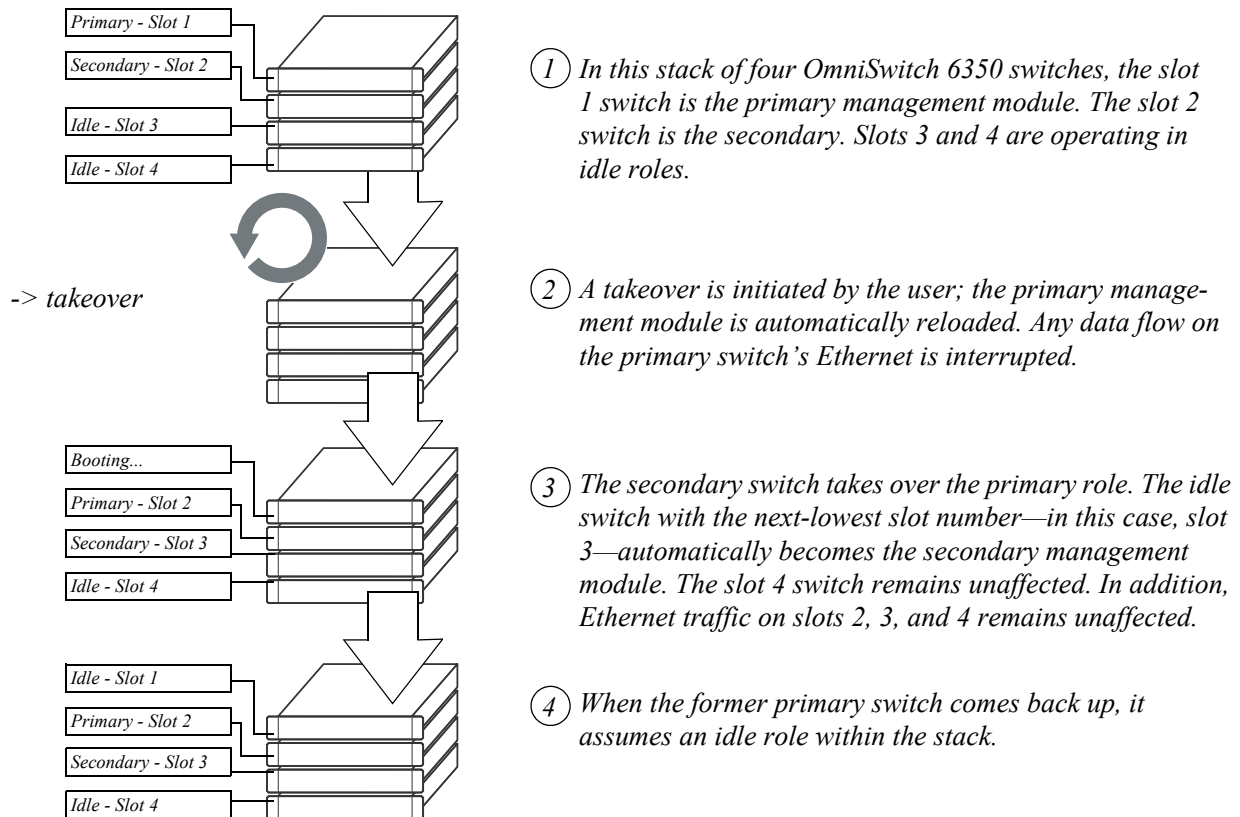 Primary - Slot 1
Secondary - Slot 2
Idle - Slot 3
Idle - Slot 4
1 In this stack of four OmniSwitch 6350 switches, the slot
1 switch is the primary management module. The slot 2
switch is the secondary. Slots 3 and 4 are operating in
idle roles.
-> takeover
2 A takeover is initiated by the user; the primary manage-
ment module is automatically reloaded. Any data flow on
the primary switch’s Ethernet is interrupted.
Booting...
Primary - Slot 2
Secondary - Slot 3
Idle - Slot 4
3 The secondary switch takes over the primary role. The idle
switch with the next-lowest slot number—in this case, slot
3—automatically becomes the secondary management
module. The slot 4 switch remains unaffected. In addition,
Ethernet traffic on slots 2, 3, and 4 remains unaffected.
Idle - Slot 1
Primary - Slot 2
Secondary - Slot 3
Idle - Slot 4
4 When the former primary switch comes back up, it
assumes an idle role within the stack.